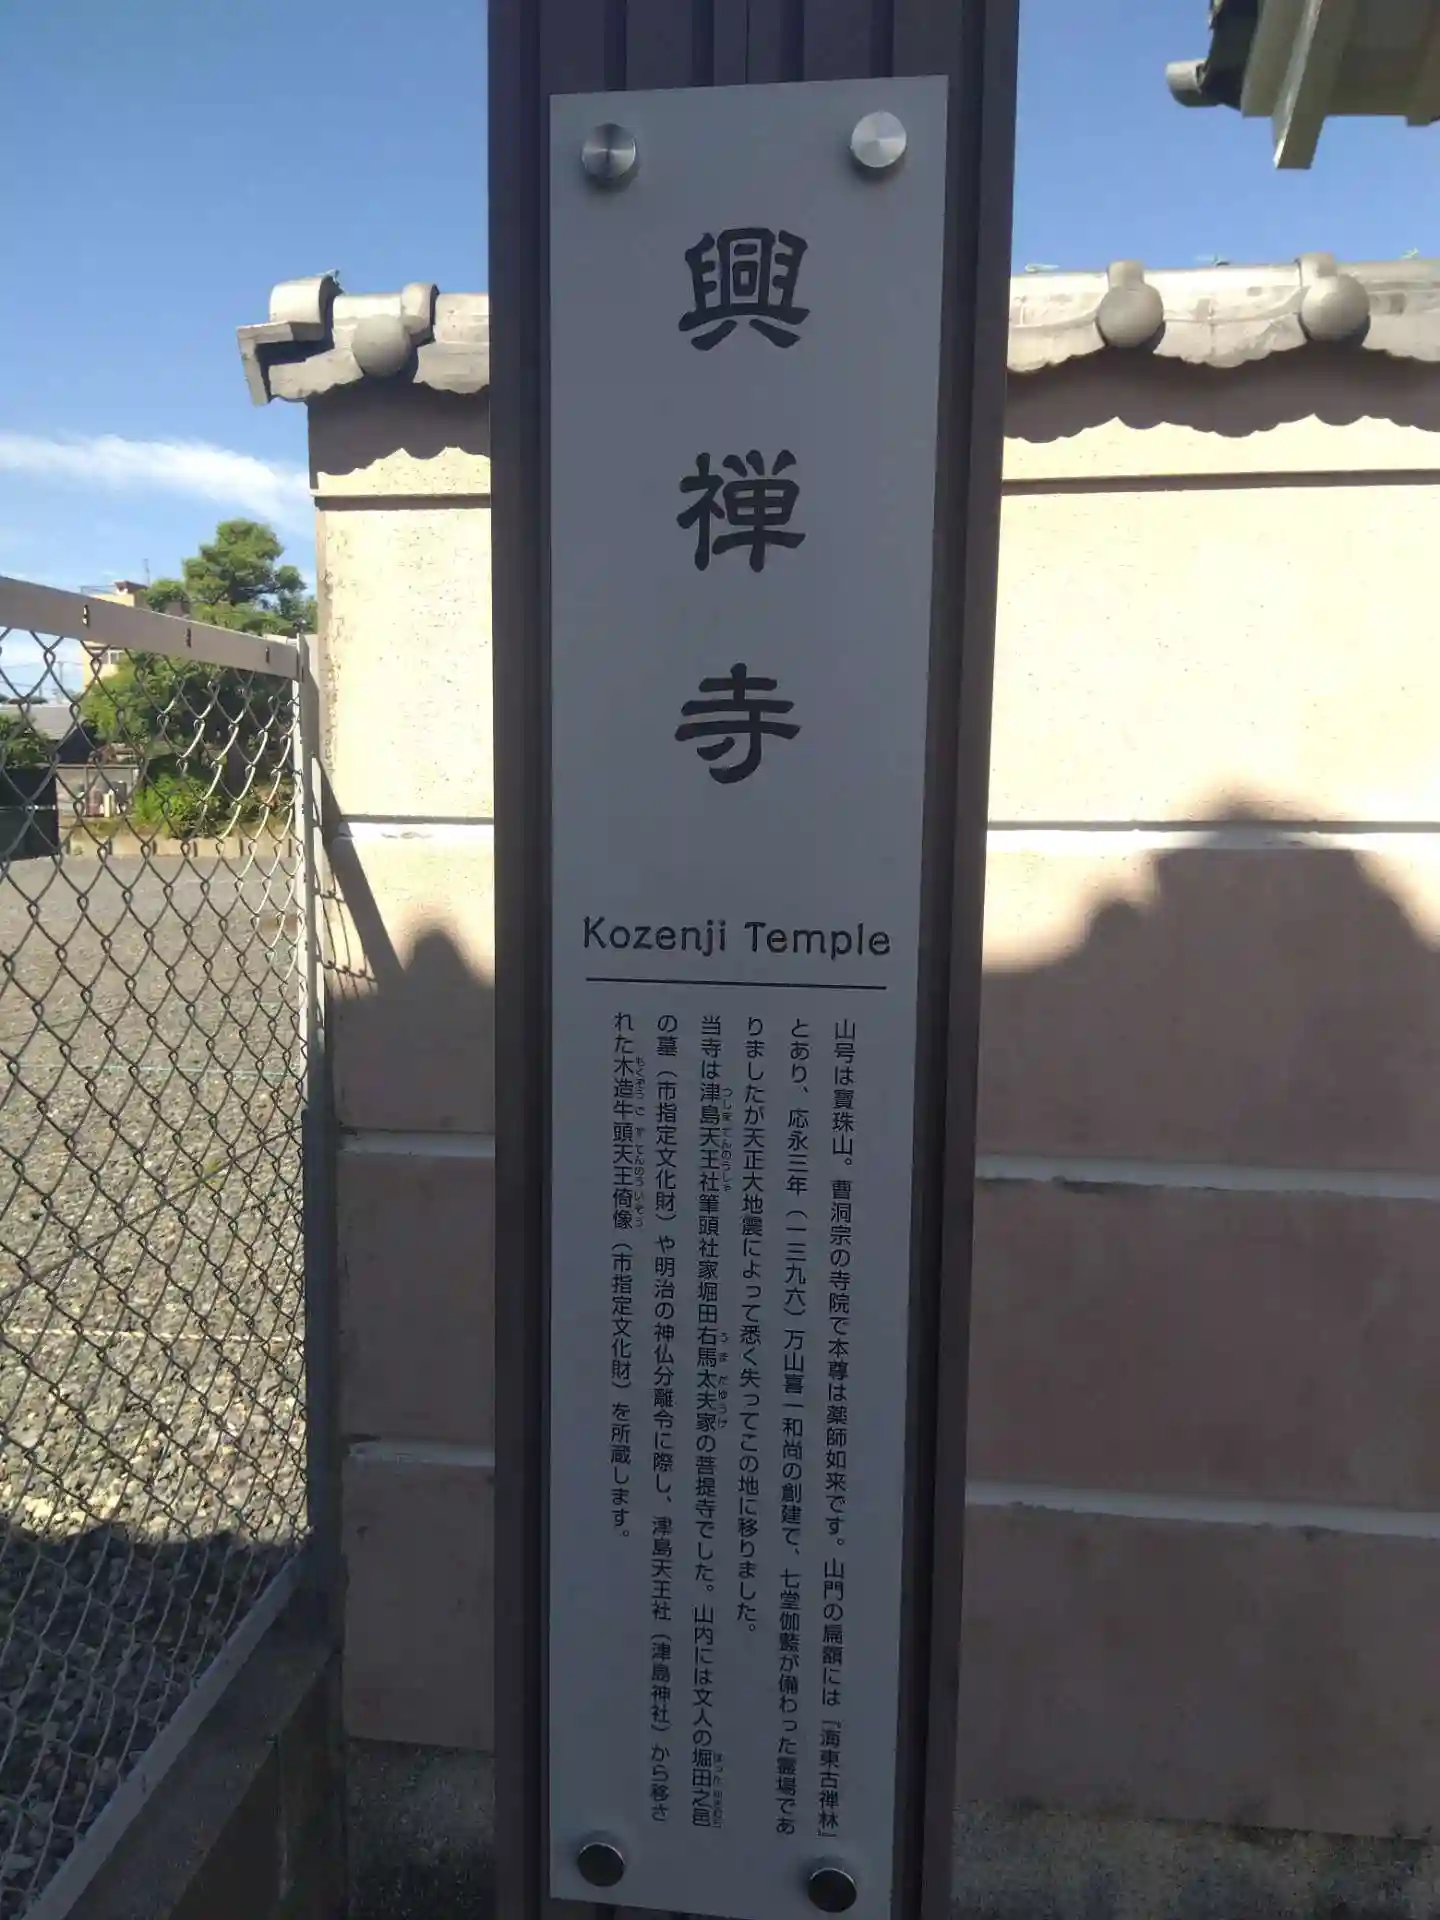 興禅寺
Kozenji Temple
山号は寶珠山。曹洞宗の寺院で本尊は薬師如来です。山門の扁額には『海東古禅林』
とあり、応永三年（一三九六）万山喜一和尚の創建で、七堂伽藍が備わった霊場であ
りましたが天正大地震によって悉く失ってこの地に移りました。
当寺は津島天王社筆頭社家堀田右馬太夫家の菩提寺でした。山内には文人の堀田之邑
の墓（市指定文化財）や明治の神仏分離令に際し、津島天王社（津島神社）から移さ
れた木造牛頭天王倚像（市指定文化財）を所蔵します。